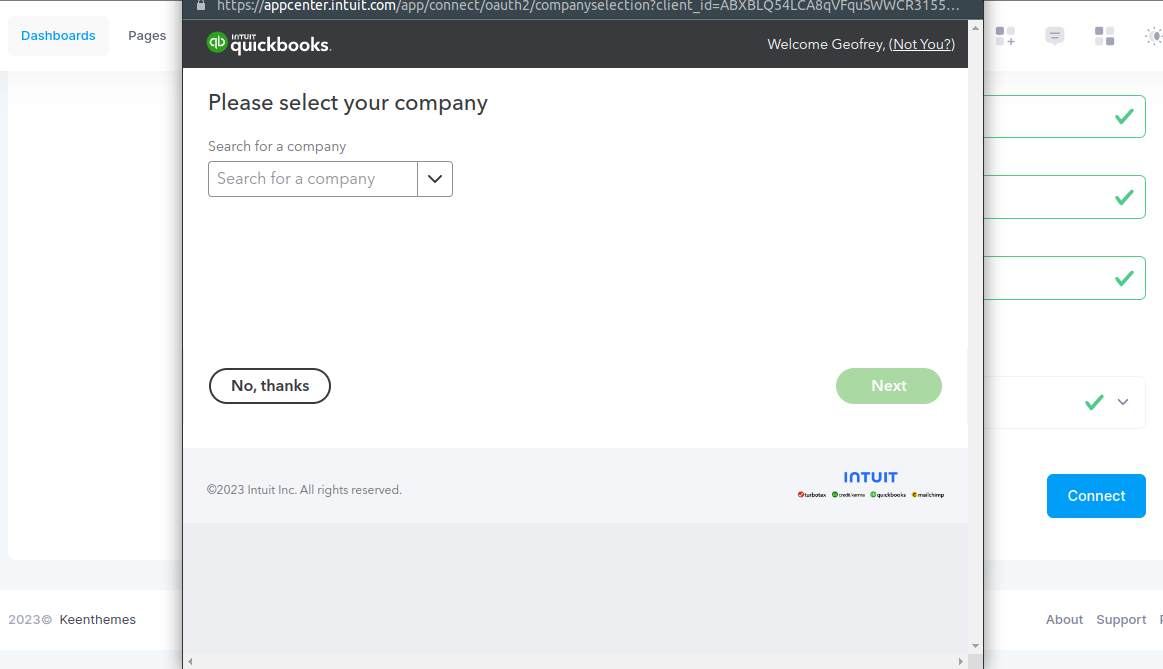 https://appcenter.intuit.com/app/connect/oauth2/companyselection?client_id=ABXBLQ54LCA8qVFquSWWCR3155...
Dashboards
Pages
INTUIT
quickbooks.
Welcome Geofrey, (Not You?)
Please select your company
Search for a company
Search for a company
No, thanks
Next
Connect
©2023 Intuit Inc. All rights reserved.
INTUIT
turbotax credit karma quickbooks mailchimp
2023© Keenthemes
About Support